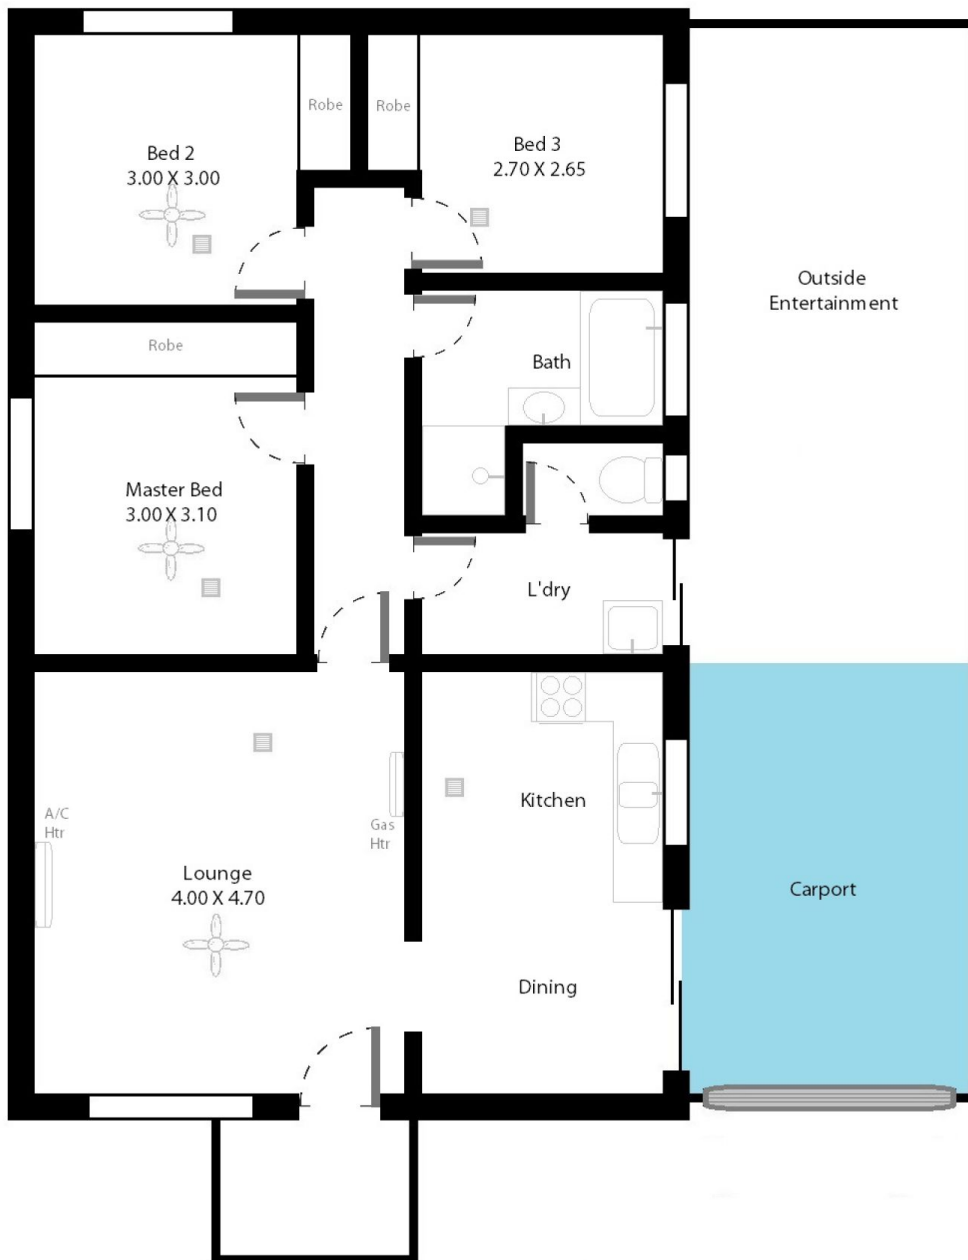 Robe
Robe
Bed 2
3.00 X 3.00
Bed 3
2.70 X 2.65
Outside
Entertainment
Robe
Bath
Master Bed
3.00 X 3.10
L'dry
A/C
Htr
Gas
Htr
Kitchen
Lounge
4.00 X 4.70
Carport
Dining